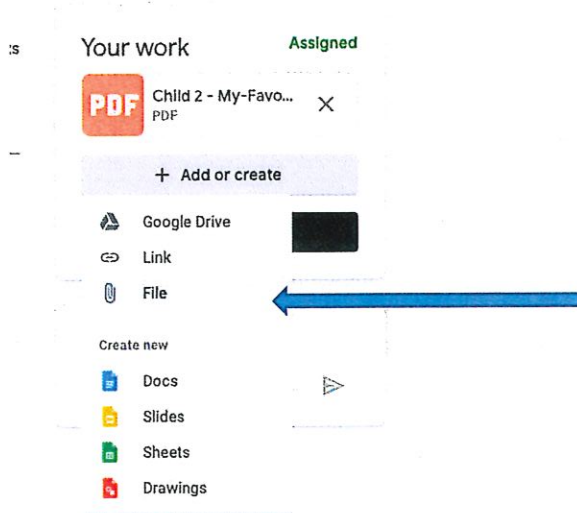 :s
Your work
Assigned
PDF
Child 2 - My-Favo...
PDF
+ Add or create
Google Drive
Link
File
Create new
Docs
Slides
Sheets
Drawings